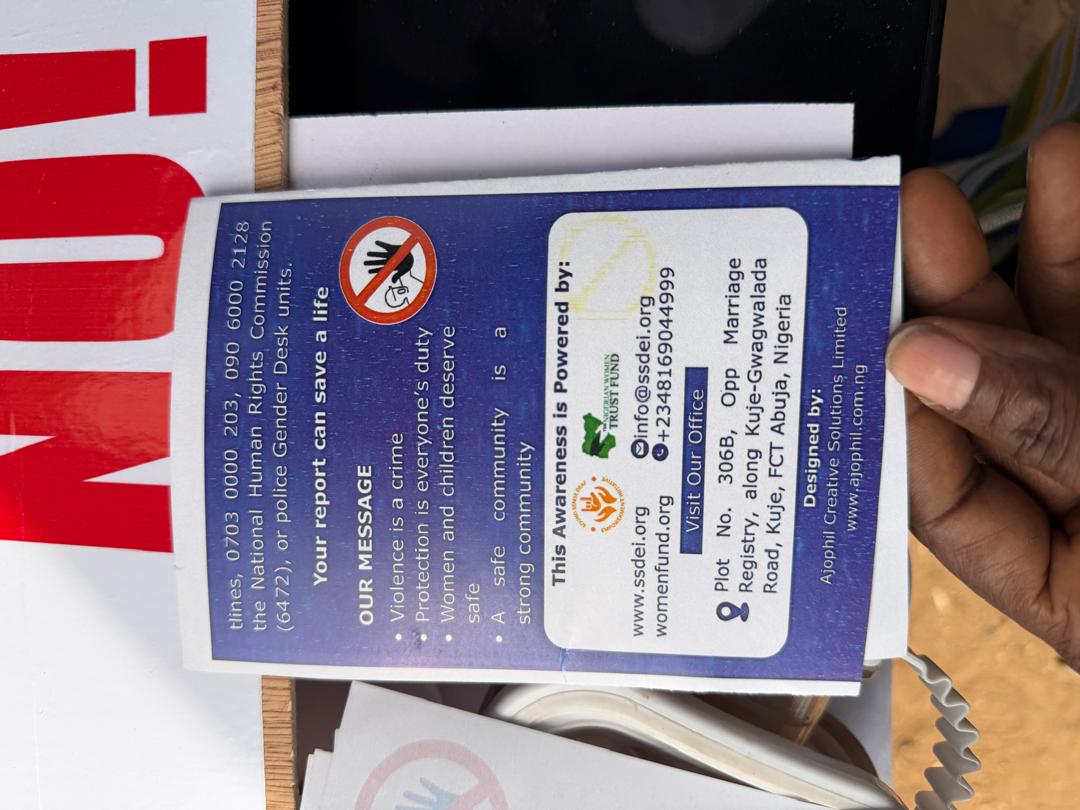 NO!
tlines, 0703 0000 203, 090 6000 2128
the National Human Rights Commission
(6472), or police Gender Desk units.
Your report can save a life
OUR MESSAGE
• Violence is a crime
• Protection is everyone's duty
• Women and children deserve
safe
• A safe community is a
strong community
This Awareness is Powered by:
EMPOWERMENT INITIATIVE
NIGERIAN WOMEN
TRUST FUND
www.ssdei.org info@ssdei.org
womenfund.org +2348169044999
Visit Our Office
Plot No. 306B, Opp Marriage
Registry, along Kuje-Gwagwalada
Road, Kuje, FCT Abuja, Nigeria
Designed by:
Ajophil Creative Solutions Limited
www.ajophil.com.ng